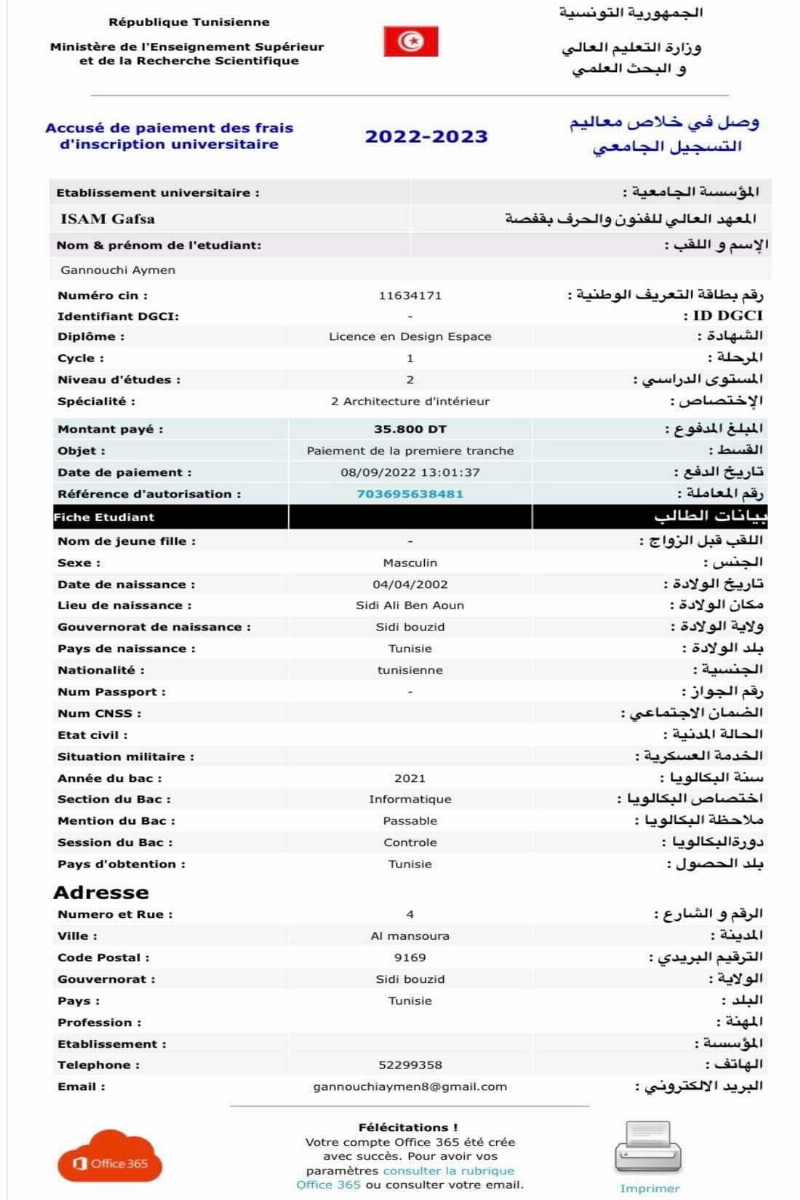 République Tunisienne
Ministère de l'Enseignement Supérieur
et de la Recherche Scientifique
الجمهورية التونسية
وزارة التعليم العالي
و البحث العلمي
Accusé de paiement des frais
d'inscription universitaire
2022-2023
وصل في خلاص معاليم
التسجيل الجامعي
Etablissement universitaire : المؤسسة الجامعية :
ISAM Gafsa المعهد العالي للفنون والحرف بقفصة
Nom & prénom de l'etudiant: الإسم و اللقب :
Gannouchi Aymen
Numéro cin : 11634171 رقم بطاقة التعريف الوطنية :
Identifiant DGCI: - ID DGCI :
Diplôme : Licence en Design Espace الشهادة :
Cycle : 1 المرحلة :
Niveau d'études : 2 المستوى الدراسي :
Spécialité : 2 Architecture d'intérieur الإختصاص :
Montant payé : 35.800 DT المبلغ المدفوع :
Objet : Paiement de la premiere tranche القسط :
Date de paiement : 08/09/2022 13:01:37 تاريخ الدفع :
Référence d'autorisation : 703695638481 رقم المعاملة :
Fiche Etudiant بيانات الطالب
Nom de jeune fille : - اللقب قبل الزواج :
Sexe : Masculin الجنس :
Date de naissance : 04/04/2002 تاريخ الولادة :
Lieu de naissance : Sidi Ali Ben Aoun مكان الولادة :
Gouvernorat de naissance : Sidi bouzid ولاية الولادة :
Pays de naissance : Tunisie بلد الولادة :
Nationalité : tunisienne الجنسية :
Num Passport : - رقم الجواز :
Num CNSS : الضمان الاجتماعي :
Etat civil : الحالة المدنية :
Situation militaire : الخدمة العسكرية :
Année du bac : 2021 سنة البكالويا :
Section du Bac : Informatique اختصاص البكالويا :
Mention du Bac : Passable ملاحظة البكالويا :
Session du Bac : Controle دورةالبكالويا :
Pays d'obtention : Tunisie بلد الحصول :
Adresse
Numero et Rue : 4 الرقم و الشارع :
Ville : Al mansoura المدينة :
Code Postal : 9169 الترقيم البريدي :
Gouvernorat : Sidi bouzid الولاية :
Pays : Tunisie البلد :
Profession : المهنة :
Etablissement : المؤسسة :
Telephone : 52299358 الهاتف :
Email : gannouchiaymen8@gmail.com البريد الالكتروني :
Office 365
Félécitations !
Votre compte Office 365 été crée
avec succès. Pour avoir vos
paramètres consulter la rubrique
Office 365 ou consulter votre email.
Imprimer